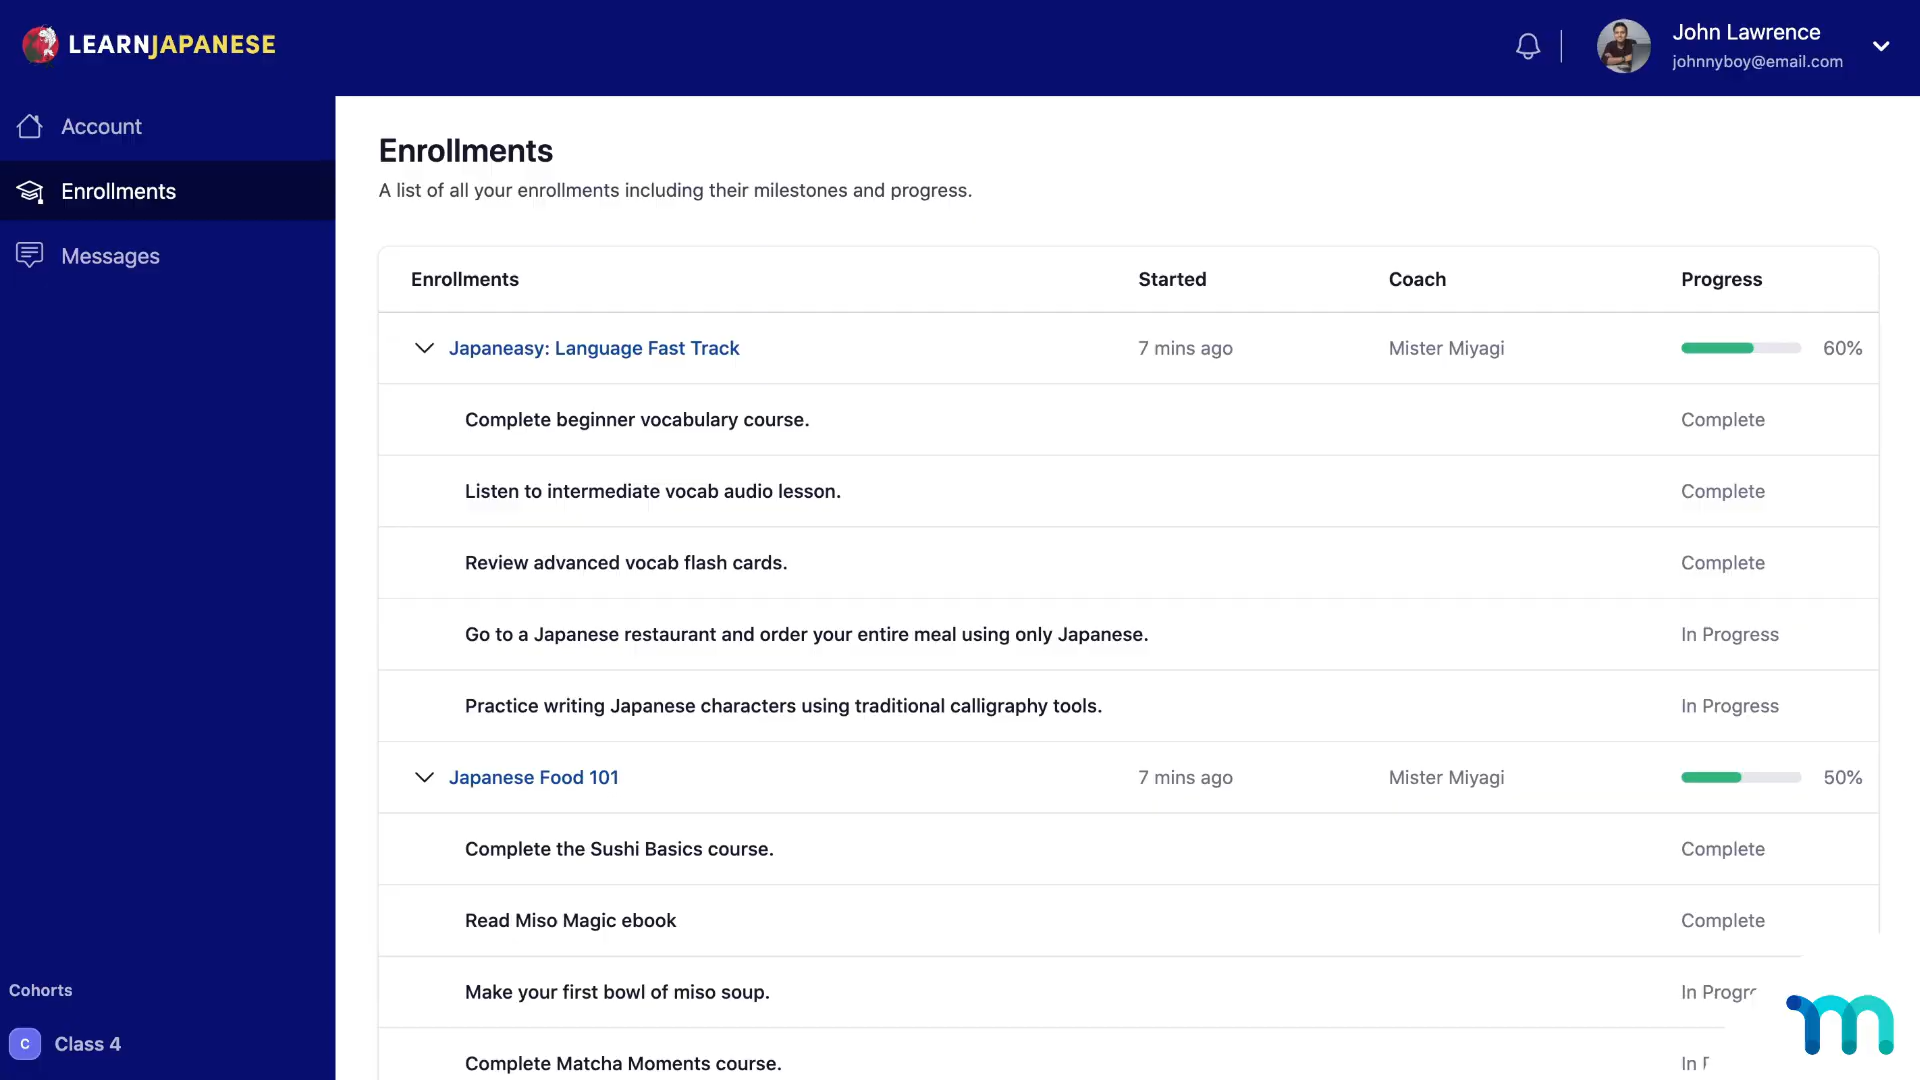 LEARNJAPANESE
John Lawrence
johnnyboy@email.com
Account
Enrollments
Messages
Cohorts
C
Class 4
Enrollments
A list of all your enrollments including their milestones and progress.
Enrollments Started Coach Progress
Japaneasy: Language Fast Track 7 mins ago Mister Miyagi 60%
Complete beginner vocabulary course. Complete
Listen to intermediate vocab audio lesson. Complete
Review advanced vocab flash cards. Complete
Go to a Japanese restaurant and order your entire meal using only Japanese. In Progress
Practice writing Japanese characters using traditional calligraphy tools. In Progress
Japanese Food 101 7 mins ago Mister Miyagi 50%
Complete the Sushi Basics course. Complete
Read Miso Magic ebook Complete
Make your first bowl of miso soup. In
Complete Matcha Moments course. In
m